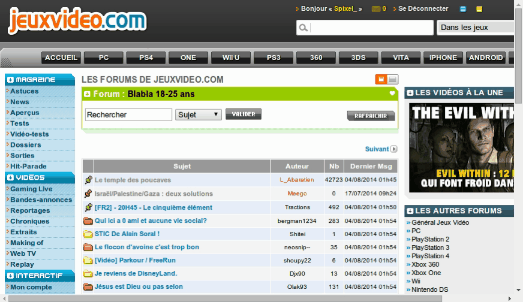 jeuxvideo.com
Bonjour « Spixel_ » 0 Se Déconnecter
Dans les jeux
ACCUEIL PC PS4 ONE WII U PS3 360 3DS VITA IPHONE ANDROID
MAGAZINE
Astuces
News
Aperçus
Tests
Vidéo-tests
Dossiers
Sorties
Hit-Parade
VIDÉOS
Gaming Live
Bandes-annonces
Reportages
Chroniques
Extraits
Making of
Web TV
Replay
INTERACTIF
Mon compte
LES FORUMS DE JEUXVIDEO.COM
Forum : Blabla 18-25 ans
Rechercher Sujet VALIDER RAFRAICHIR
Suivant
Sujet Auteur Nb Dernier Msg
Le temple des pouceaves 42723 04/08/2014 01h45
Israël/Palestine/Gaza : deux solutions Meego 6 17/07/2014 09h24
[FR2] - 20H45 - Le cinquième élément Tractions 492 04/08/2014 01h50
Qui ici a 0 ami et aucune vie social? bergman1234 283 04/08/2014 01h54
STIC De Alain Soral ! Shitei 1 04/08/2014 01h54
Le flocon d'avoine c'est trop bon neosnip-- 35 04/08/2014 01h54
[Vidéo] Parkour / FreeRun shoupy22 6 04/08/2014 01h54
Je reviens de DisneyLand. Djx90 13 04/08/2014 01h54
Jésus est Dieu ou pas selon Olak93 131 04/08/2014 01h54
LES VIDÉOS À LA UNE
THE EVIL WITHIN
EVIL WITHIN : 12
QUI FONT FROID DAN
LES AUTRES FORUMS
Général Jeux Vidéo
PC
PlayStation 2
PlayStation 3
PlayStation 4
Xbox 360
Xbox One
Wii
Nintendo DS